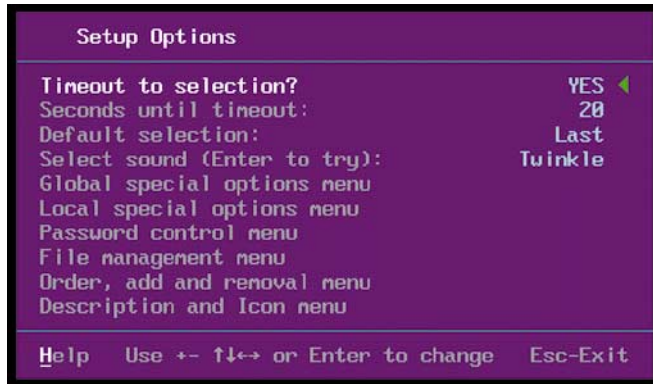 Setup Options
Timeout to selection? YES
Seconds until timeout: 20
Default selection: Last
Select sound (Enter to try): Twinkle
Global special options menu
Local special options menu
Password control menu
File management menu
Order, add and removal menu
Description and Icon menu
Help Use +- ↑↓←→ or Enter to change Esc-Exit